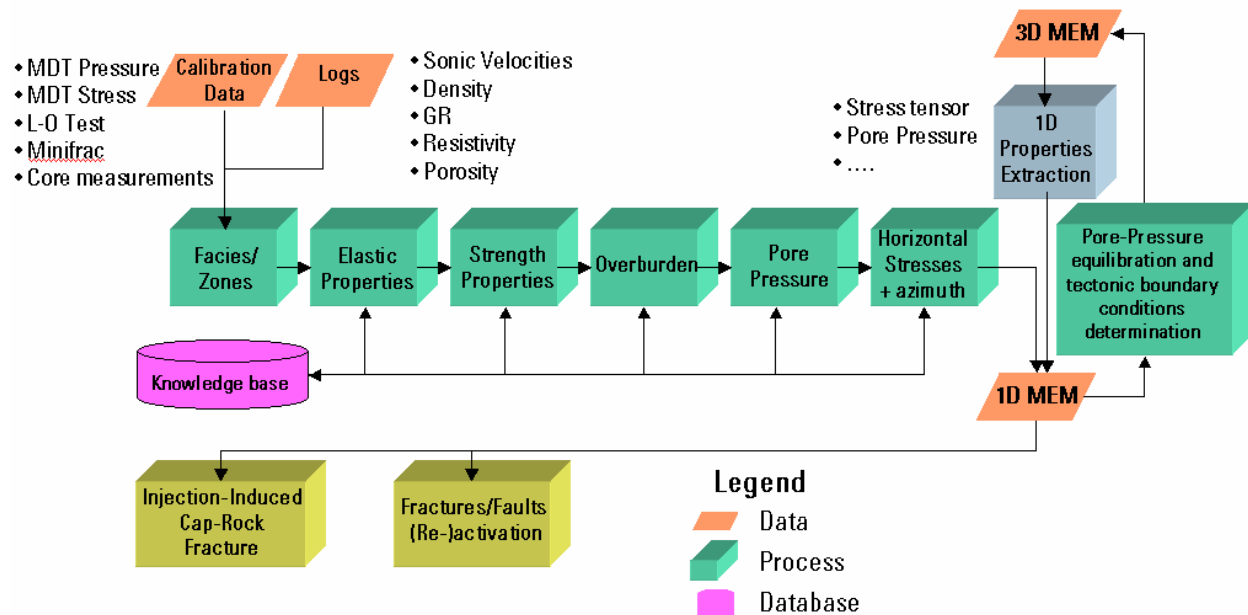 • MDT Pressure
• MDT Stress
• L-O Test
• Minifrac
• Core measurements
Calibration
Data
Logs
• Sonic Velocities
• Density
• GR
• Resistivity
• Porosity
• Stress tensor
• Pore Pressure
• ....
3D MEM
1D
Properties
Extraction
Facies/
Zones
Elastic
Properties
Strength
Properties
Overburden
Pore
Pressure
Horizontal
Stresses
+ azimuth
Pore-Pressure
equilibration and
tectonic boundary
conditions
determination
Knowledge base
1D MEM
Injection-Induced
Cap-Rock
Fracture
Fractures/Faults
(Re-)activation
Legend
Data
Process
Database